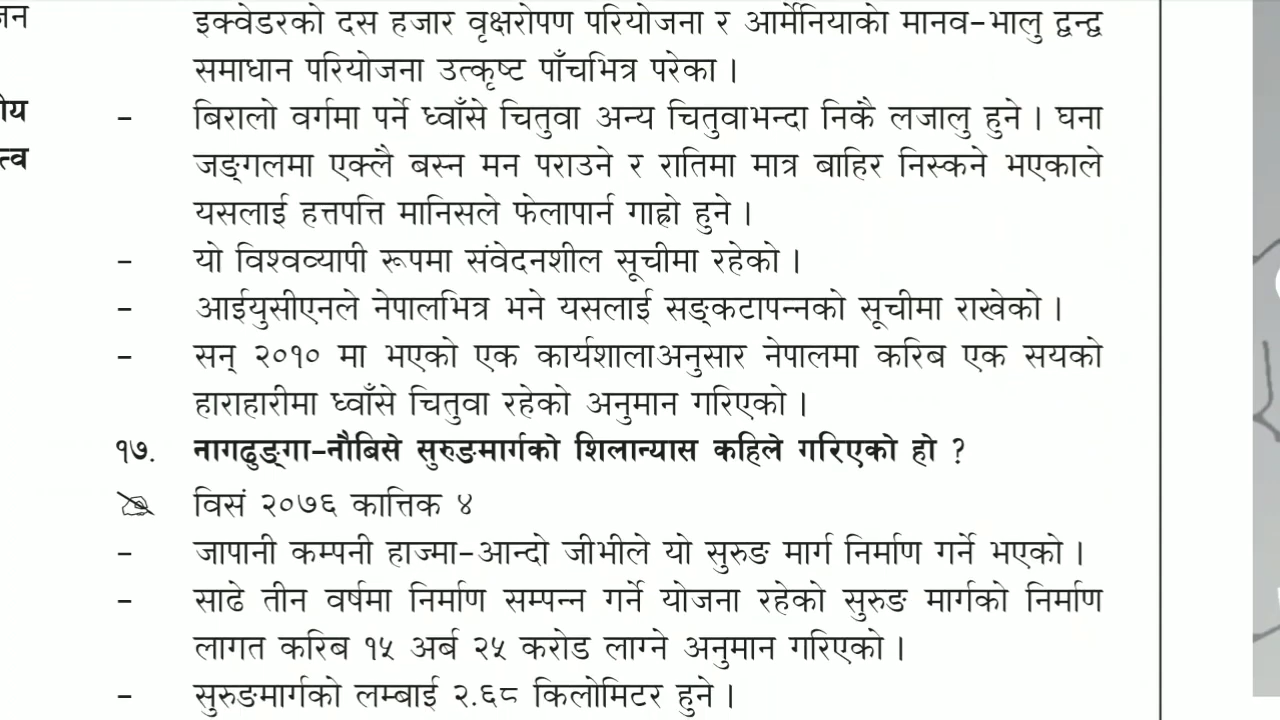 जन
इक्वेडरको दस हजार वृक्षरोपण परियोजना र आर्मेनियाको मानव-भालु द्वन्द्व
समाधान परियोजना उत्कृष्ट पाँचभित्र परेका ।
ीय
- बिरालो वर्गमा पर्ने ध्वाँसे चितुवा अन्य चितुवाभन्दा निकै लजालु हुने । घना
त्व
जङ्गलमा एक्लै बस्न मन पराउने र रातिमा मात्र बाहिर निस्कने भएकाले
यसलाई हत्तपत्ति मानिसले फेलापार्न गाह्रो हुने ।
- यो विश्वव्यापी रूपमा संवेदनशील सूचीमा रहेको ।
- आईयुसीएनले नेपालभित्र भने यसलाई सङ्कटापन्नको सूचीमा राखेको ।
- सन् २०१० मा भएको एक कार्यशालाअनुसार नेपालमा करिब एक सयको
हाराहारीमा ध्वाँसे चितुवा रहेको अनुमान गरिएको ।
१७. नागढुङ्गा-नौबिसे सुरुङमार्गको शिलान्यास कहिले गरिएको हो ?
विसं २०७६ कात्तिक ४
- जापानी कम्पनी हाज्मा-आन्दो जीभीले यो सुरुङ मार्ग निर्माण गर्ने भएको ।
- साढे तीन वर्षमा निर्माण सम्पन्न गर्ने योजना रहेको सुरुङ मार्गको निर्माण
लागत करिब १५ अर्ब २५ करोड लाग्ने अनुमान गरिएको ।
- सुरुङमार्गको लम्बाई २.६८ किलोमिटर हुने ।